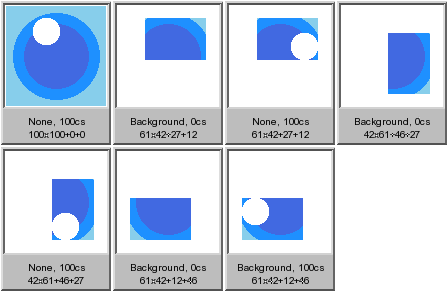 None, 100cs
100x100+0+0
Background, 0cs
61x42+27+12
None, 100cs
61x42+27+12
Background, 0cs
42x61+46+27
None, 100cs
42x61+46+27
Background, 0cs
61x42+12+46
None, 100cs
61x42+12+46